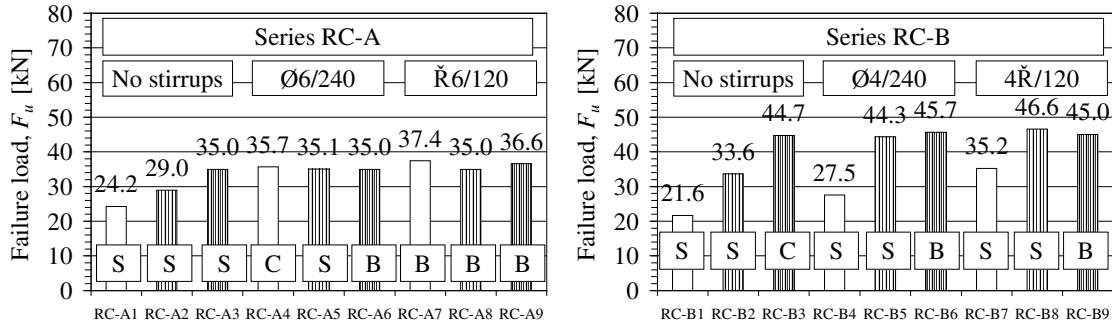 80
70
60
50
40
30
20
10
0
Failure load, Fu [kN]
Series RC-A
No stirrups
Ø6/240
Ř6/120
24.2
29.0
35.0
35.7
35.1
35.0
37.4
35.0
36.6
S
S
S
C
S
B
B
B
B
RC-A1 RC-A2 RC-A3 RC-A4 RC-A5 RC-A6 RC-A7 RC-A8 RC-A9
80
70
60
50
40
30
20
10
0
Failure load, Fu [kN]
Series RC-B
No stirrups
Ø4/240
4Ř/120
21.6
33.6
44.7
27.5
44.3
45.7
35.2
46.6
45.0
S
S
C
S
S
B
S
S
B
RC-B1 RC-B2 RC-B3 RC-B4 RC-B5 RC-B6 RC-B7 RC-B8 RC-B9